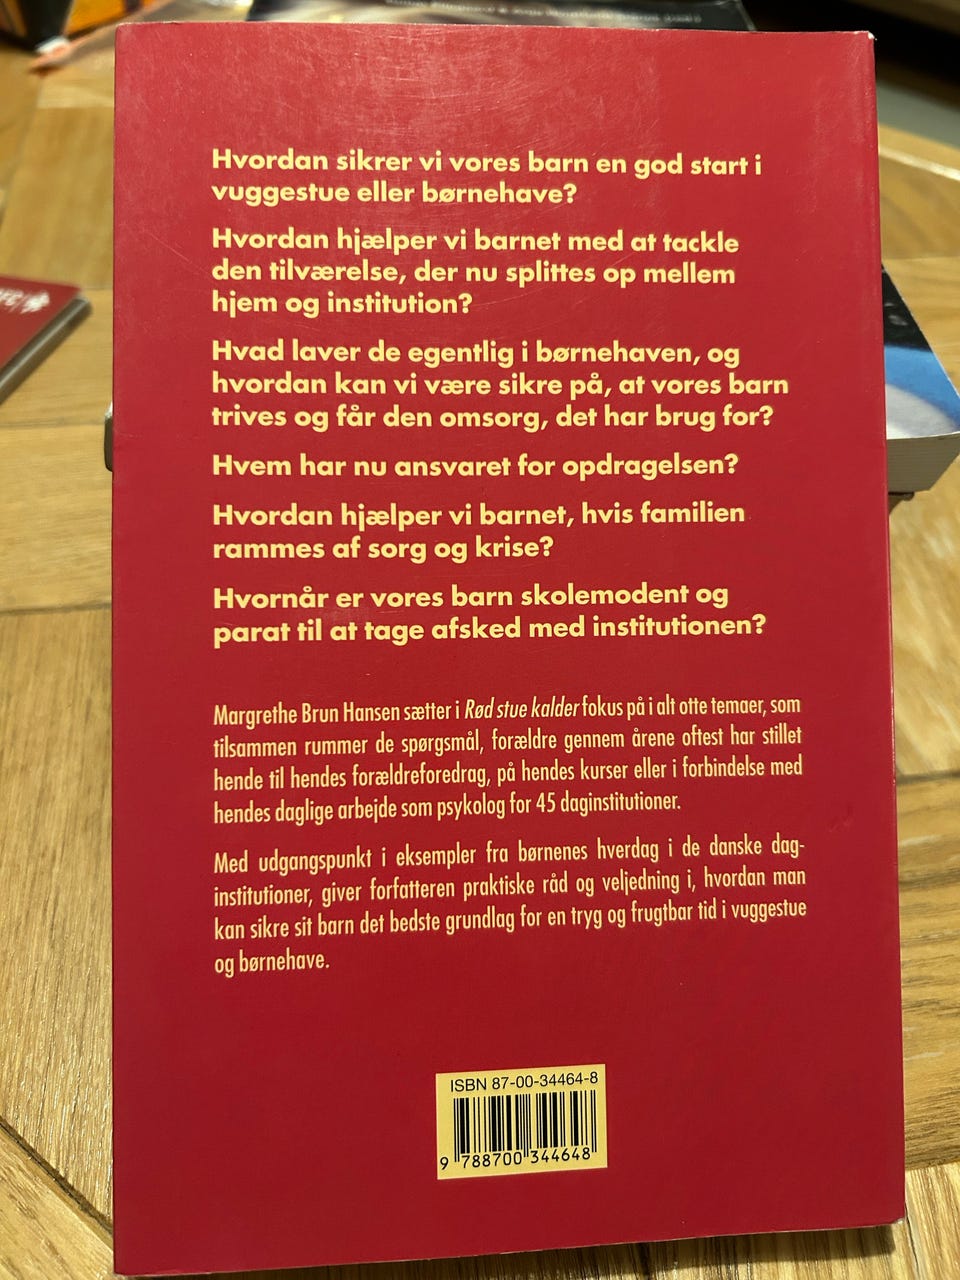 Hvordan sikrer vi vores barn en god start i
vuggestue eller børnehave?
Hvordan hjælper vi barnet med at tackle
den tilværelse, der nu splittes op mellem
hjem og institution?
Hvad laver de egentlig i børnehaven, og
hvordan kan vi være sikre på, at vores barn
trives og får den omsorg, det har brug for?
Hvem har nu ansvaret for opdragelsen?
Hvordan hjælper vi barnet, hvis familien
rammes af sorg og krise?
Hvornår er vores barn skolemodent og
parat til at tage afsked med institutionen?
Margrethe Brun Hansen sætter i Rød stue kalder fokus på i alt otte temaer, som
tilsammen rummer de spørgsmål, forældre gennem årene oftest har stillet
hende til hendes forældreforedrag, på hendes kurser eller i forbindelse med
hendes daglige arbejde som psykolog for 45 daginstitutioner.
Med udgangspunkt i eksempler fra børnenes hverdag i de danske dag-
institutioner, giver forfatteren praktiske råd og veljedning i, hvordan man
kan sikre sit barn det bedste grundlag for en tryg og frugtbar tid i vuggestue
og børnehave.
ISBN 87-00-34464-8
9 788700 344648